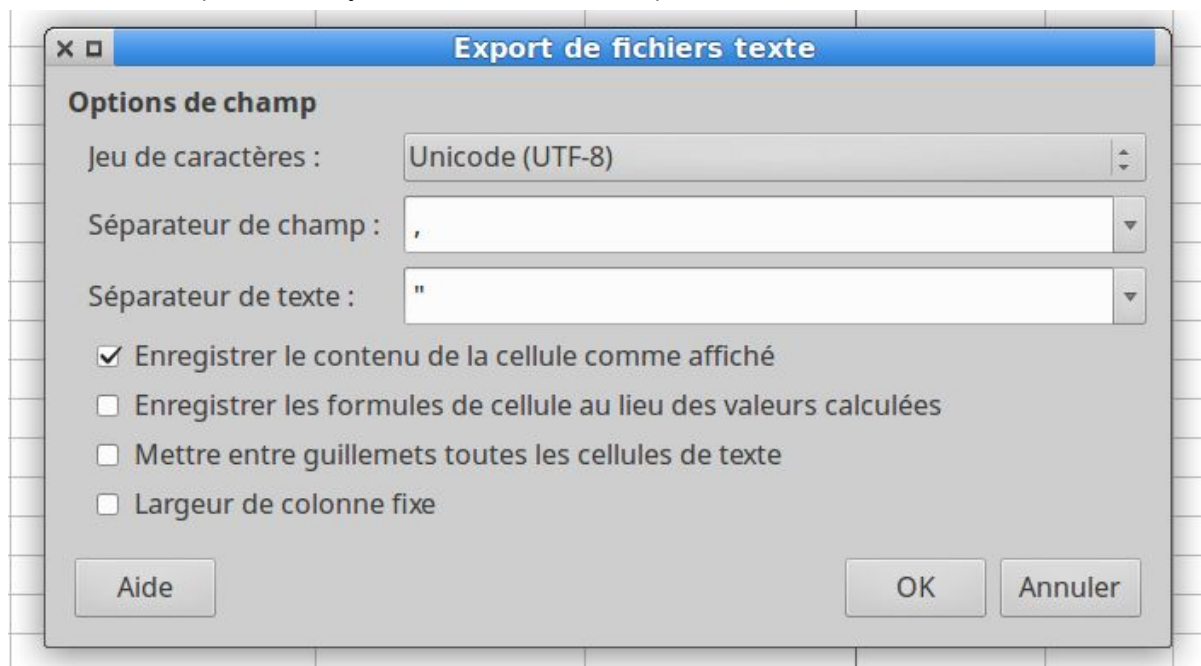 Export de fichiers texte
Options de champ
Jeu de caractères : Unicode (UTF-8)
Séparateur de champ : ,
Séparateur de texte : "
Enregistrer le contenu de la cellule comme affiché
Enregistrer les formules de cellule au lieu des valeurs calculées
Mettre entre guillemets toutes les cellules de texte
Largeur de colonne fixe
Aide OK Annuler